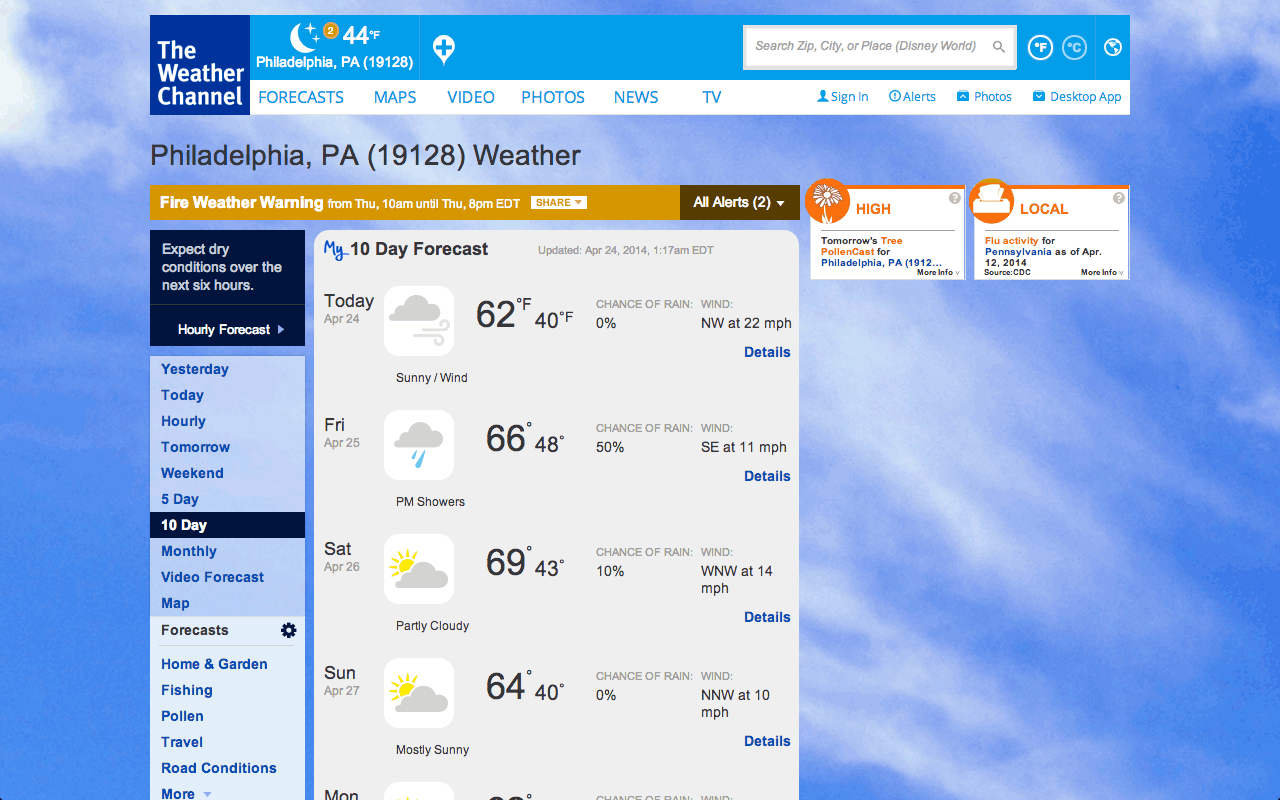 The
Weather
Channel
2
44°F
Philadelphia, PA (19128)
Search Zip, City, or Place (Disney World)
°F
°C
FORECASTS MAPS VIDEO PHOTOS NEWS TV
Sign In Alerts Photos Desktop App
Philadelphia, PA (19128) Weather
Fire Weather Warning from Thu, 10am until Thu, 8pm EDT SHARE
All Alerts (2)
HIGH
?
Tomorrow's Tree
PollenCast for
Philadelphia, PA (1912...
More Info
LOCAL
?
Flu activity for
Pennsylvania as of Apr.
12, 2014
Source:CDC More Info
Expect dry
conditions over the
next six hours.
Hourly Forecast
Yesterday
Today
Hourly
Tomorrow
Weekend
5 Day
10 Day
Monthly
Video Forecast
Map
Forecasts
Home & Garden
Fishing
Pollen
Travel
Road Conditions
More
My 10 Day Forecast
Updated: Apr 24, 2014, 1:17am EDT
Today
Apr 24
62°F 40°F
CHANCE OF RAIN: WIND:
0% NW at 22 mph
Details
Sunny / Wind
Fri
Apr 25
66° 48°
CHANCE OF RAIN: WIND:
50% SE at 11 mph
Details
PM Showers
Sat
Apr 26
69° 43°
CHANCE OF RAIN: WIND:
10% WNW at 14
mph
Details
Partly Cloudy
Sun
Apr 27
64° 40°
CHANCE OF RAIN: WIND:
0% NNW at 10
mph
Details
Mostly Sunny
Mon
CHANCE OF RAIN: WIND: